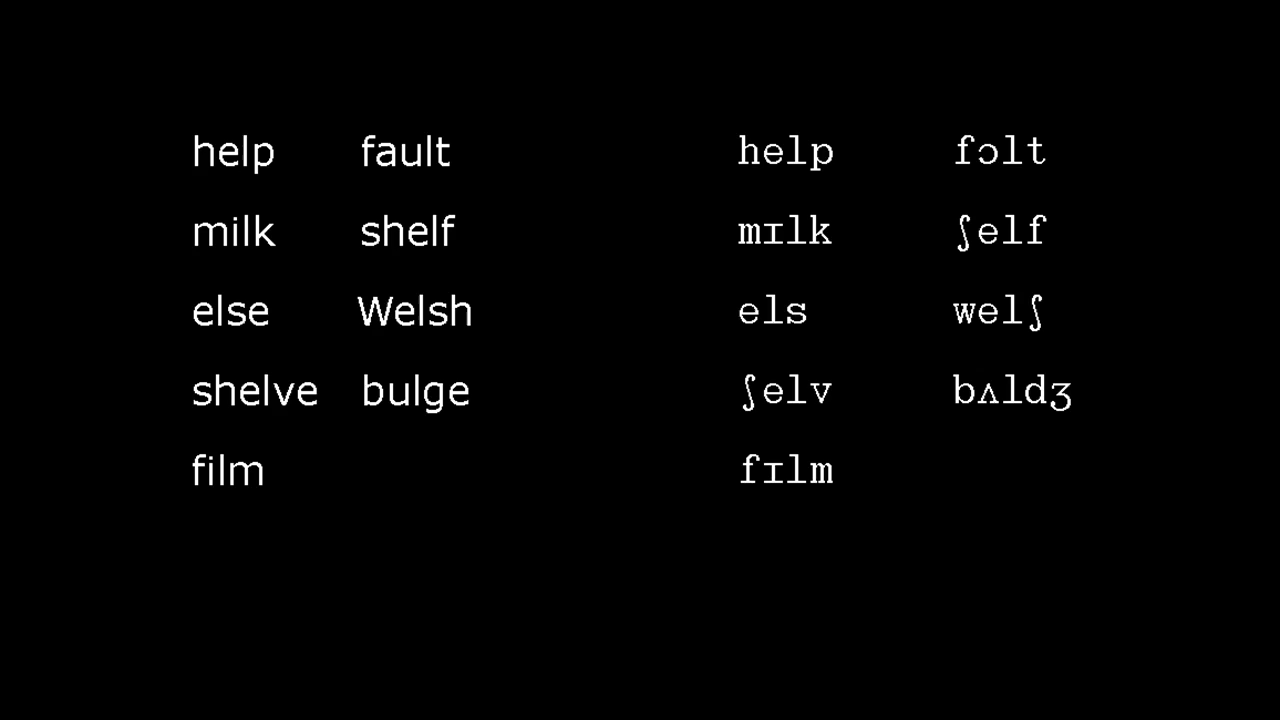 help fault help fɔlt
milk shelf mɪlk ʃelf
else Welsh els welʃ
shelve bulge ʃelv bʌldʒ
film fɪlm